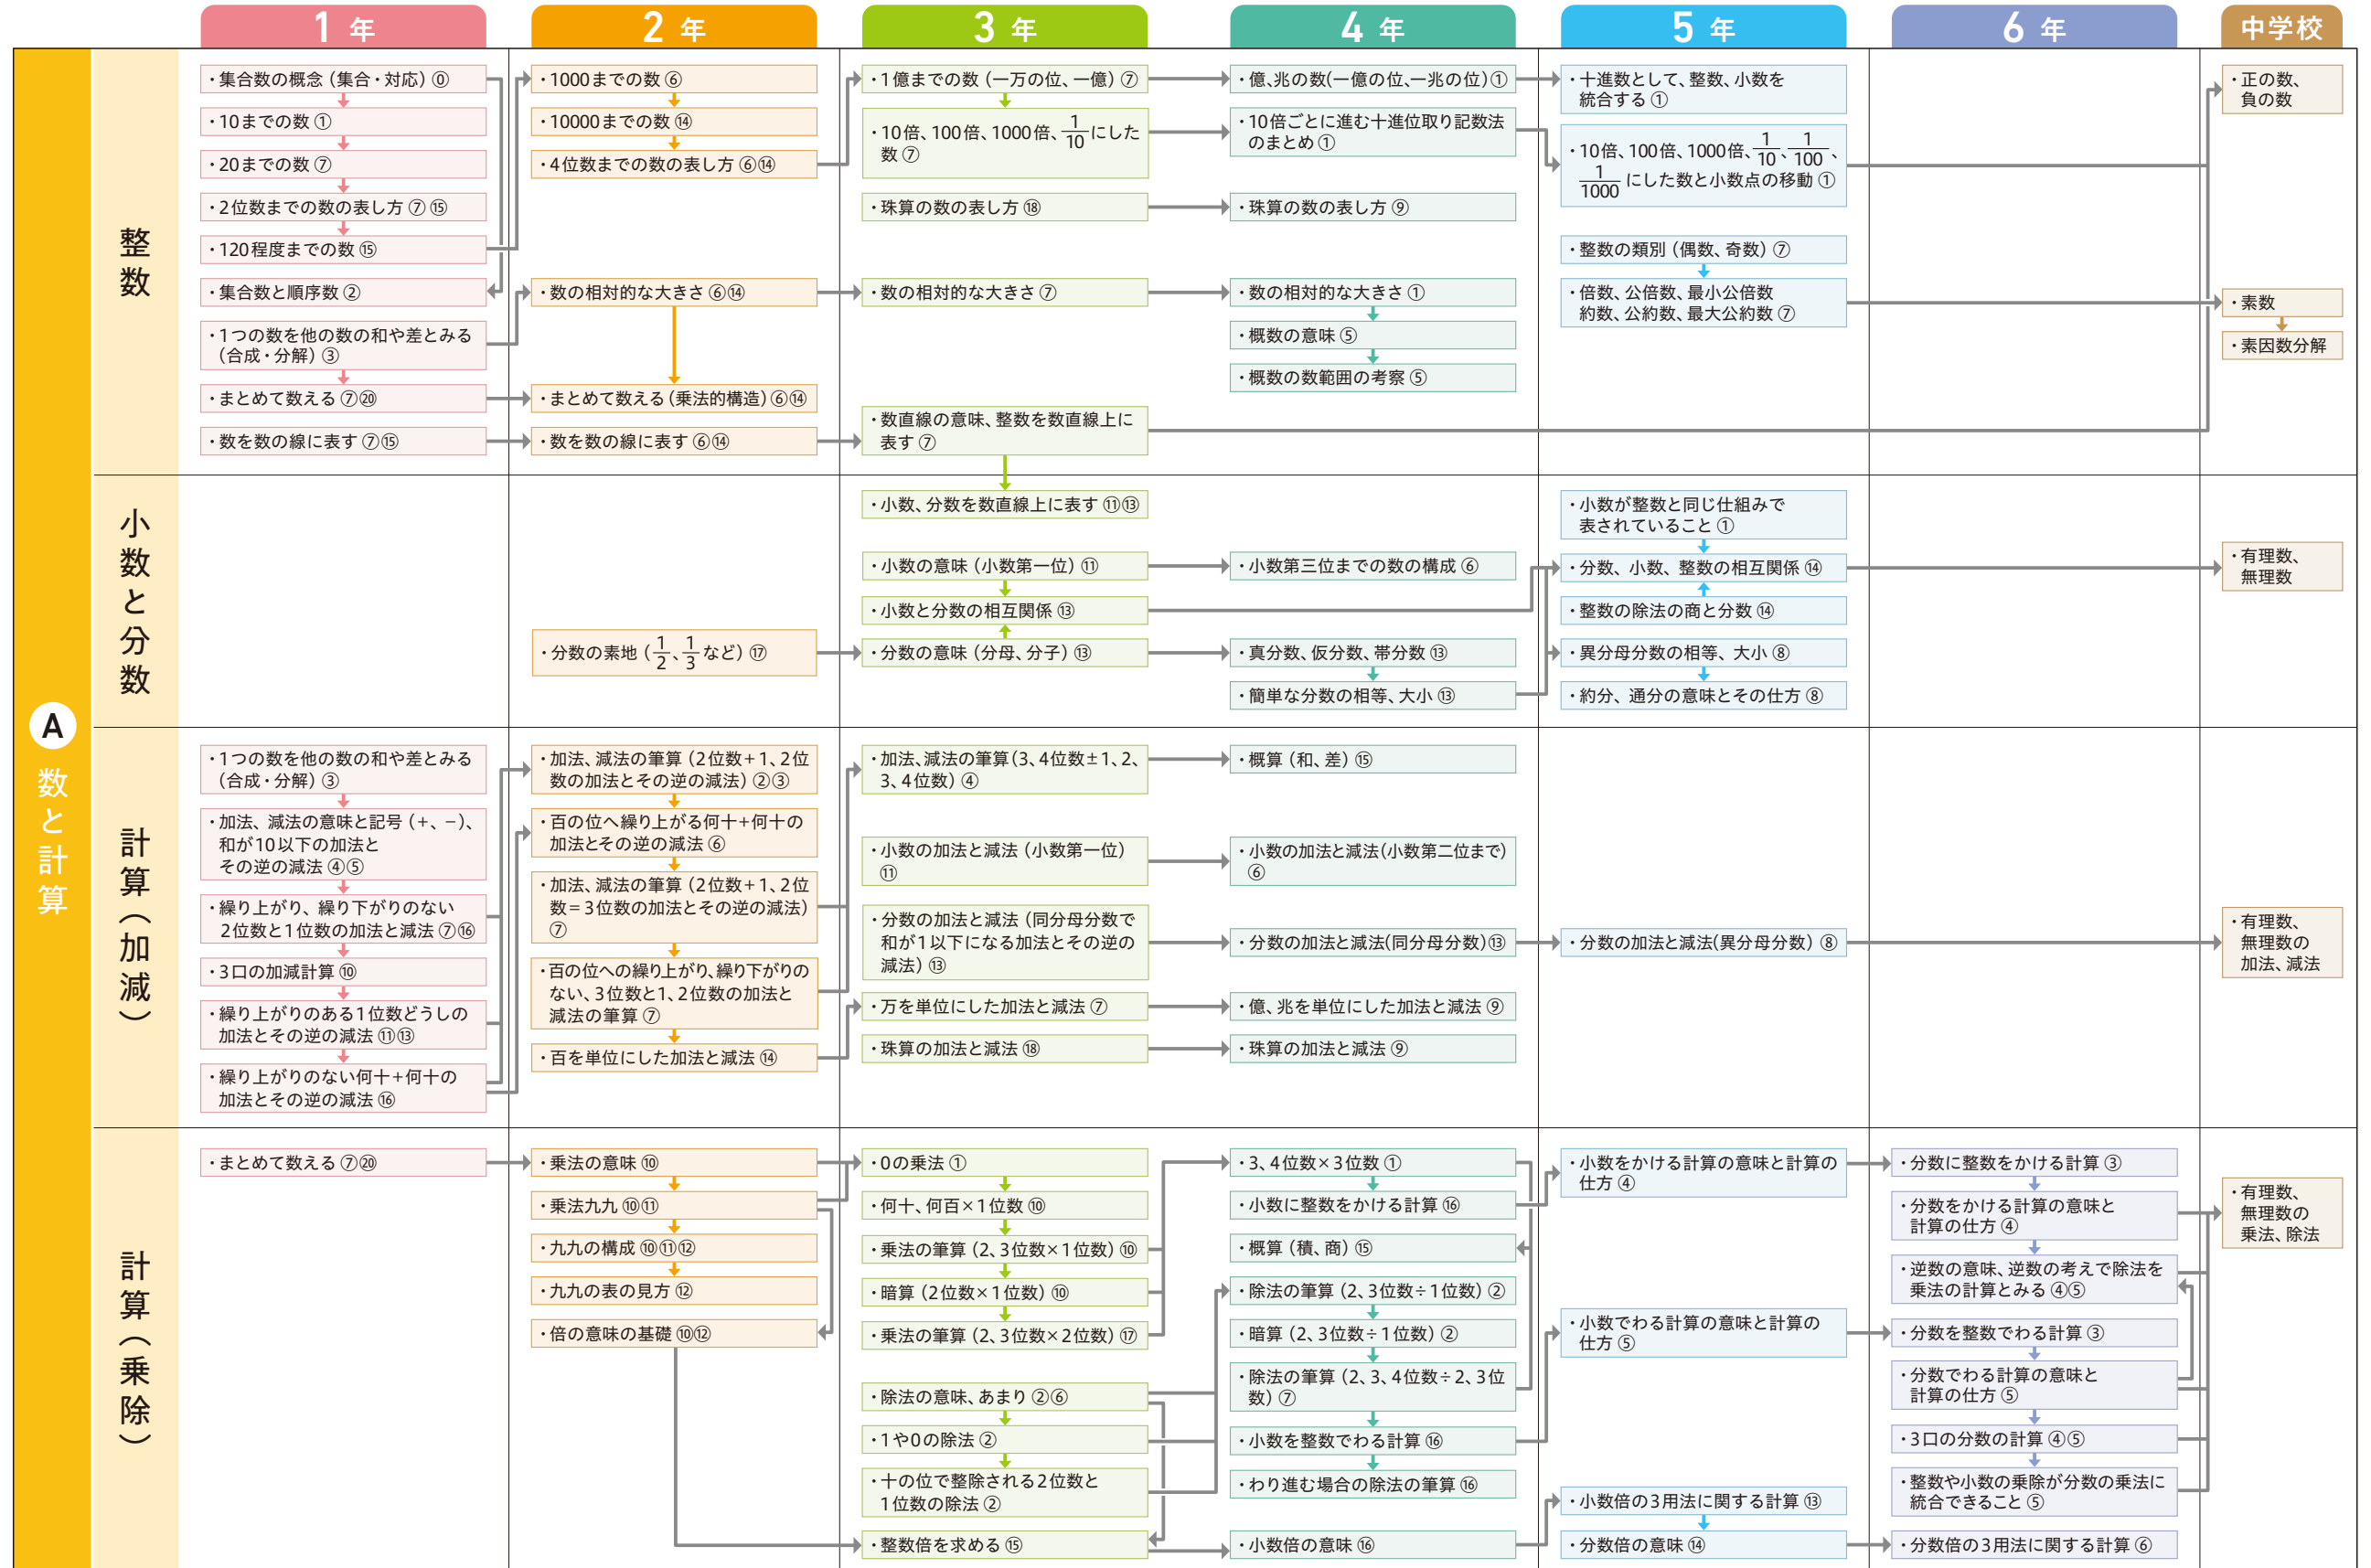 1 年
2 年
3 年
4 年
5 年
6 年
中学校
A 数と計算
整数
・集合数の概念（集合・対応）⓪
・10までの数 ①
・20までの数 ⑦
・2位数までの数の表し方 ⑦ ⑮
・120程度までの数 ⑮
・集合数と順序数 ②
・1つの数を他の数の和や差とみる
（合成・分解）③
・まとめて数える ⑦⑳
・数を数の線に表す ⑦⑮
・1000までの数 ⑥
・10000までの数 ⑭
・4位数までの数の表し方 ⑥⑭
・数の相対的な大きさ ⑥⑭
・まとめて数える（乗法的構造）⑥⑭
・数を数の線に表す ⑥⑭
・1億までの数（一万の位、一億）⑦
・10倍、100倍、1000倍、1/10にした
数 ⑦
・珠算の数の表し方 ⑱
・数の相対的な大きさ ⑦
・数直線の意味、整数を数直線上に
表す ⑦
・億、兆の数（一億の位、一兆の位）①
・10倍ごとに進む十進位取り記数法
のまとめ ①
・珠算の数の表し方 ⑨
・数の相対的な大きさ ①
・概数の意味 ⑤
・概数の数範囲の考察 ⑤
・十進数として、整数、小数を
統合する ①
・10倍、100倍、1000倍、1/10、1/100、
1/1000 にした数と小数点の移動 ①
・整数の類別（偶数、奇数）⑦
・倍数、公倍数、最小公倍数
約数、公約数、最大公約数 ⑦
・正の数、
負の数
・素数
・素因数分解
小数と分数
・分数の素地（1/2、1/3 など）⑰
・小数、分数を数直線上に表す ⑪⑬
・小数の意味（小数第一位）⑪
・小数と分数の相互関係 ⑬
・分数の意味（分母、分子）⑬
・小数第三位までの数の構成 ⑥
・真分数、仮分数、帯分数 ⑬
・簡単な分数の相等、大小 ⑬
・小数が整数と同じ仕組みで
表されていること ①
・分数、小数、整数の相互関係 ⑭
・整数の除法の商と分数 ⑭
・異分母分数の相等、大小 ⑧
・約分、通分の意味とその仕方 ⑧
・有理数、
無理数
計算（加減）
・1つの数を他の数の和や差とみる
（合成・分解）③
・加法、減法の意味と記号（＋、－）、
和が10以下の加法と
その逆の減法 ④⑤
・繰り上がり、繰り下がりのない
2位数と1位数の加法と減法 ⑦⑯
・3口の加減計算 ⑩
・繰り上がりのある1位数どうしの
加法とその逆の減法 ⑪⑬
・繰り上がりのない何十＋何十の
加法とその逆の減法 ⑯
・加法、減法の筆算（2位数＋1、2位
数の加法とその逆の減法）②③
・百の位へ繰り上がる何十＋何十の
加法とその逆の減法 ⑥
・加法、減法の筆算（2位数＋1、2位
数＝3位数の加法とその逆の減法）
⑦
・百の位への繰り上がり、繰り下がりの
ない、3位数と1、2位数の加法と
減法の筆算 ⑦
・百を単位にした加法と減法 ⑭
・加法、減法の筆算（3、4位数±1、2、
3、4位数）④
・小数の加法と減法（小数第一位）
⑪
・分数の加法と減法（同分母分数で
和が1以下になる加法とその逆の
減法）⑬
・万を単位にした加法と減法 ⑦
・珠算の加法と減法 ⑱
・概算（和、差）⑮
・小数の加法と減法（小数第二位まで）
⑥
・分数の加法と減法（同分母分数）⑬
・億、兆を単位にした加法と減法 ⑨
・珠算の加法と減法 ⑨
・分数の加法と減法（異分母分数）⑧
・有理数、
無理数の
加法、減法
計算（乗除）
・まとめて数える ⑦⑳
・乗法の意味 ⑩
・乗法九九 ⑩⑪
・九九の構成 ⑩⑪⑫
・九九の表の見方 ⑫
・倍の意味の基礎 ⑩⑫
・0の乗法 ①
・何十、何百×1位数 ⑩
・乗法の筆算（2、3位数×1位数）⑩
・暗算（2位数×1位数）⑩
・乗法の筆算（2、3位数×2位数）⑰
・除法の意味、あまり ②⑥
・1や0の除法 ②
・十の位で整除される2位数と
1位数の除法 ②
・整数倍を求める ⑮
・3、4位数×3位数 ①
・小数に整数をかける計算 ⑯
・概算（積、商）⑮
・除法の筆算（2、3位数÷1位数）②
・暗算（2、3位数÷1位数）②
・除法の筆算（2、3、4位数÷2、3位
数）⑦
・小数を整数でわる計算 ⑯
・わり進む場合の除法の筆算 ⑯
・小数倍の意味 ⑯
・小数をかける計算の意味と計算の
仕方 ④
・小数でわる計算の意味と計算の
仕方 ⑤
・小数倍の3用法に関する計算 ⑬
・分数倍の意味 ⑭
・分数に整数をかける計算 ③
・分数をかける計算の意味と
計算の仕方 ④
・逆数の意味、逆数の考えで除法を
乗法の計算とみる ④⑤
・分数を整数でわる計算 ③
・分数でわる計算の意味と
計算の仕方 ⑤
・3口の分数の計算 ④⑤
・整数や小数の乗除が分数の乗法に
統合できること ⑤
・分数倍の3用法に関する計算 ⑥
・有理数、
無理数の
乗法、除法